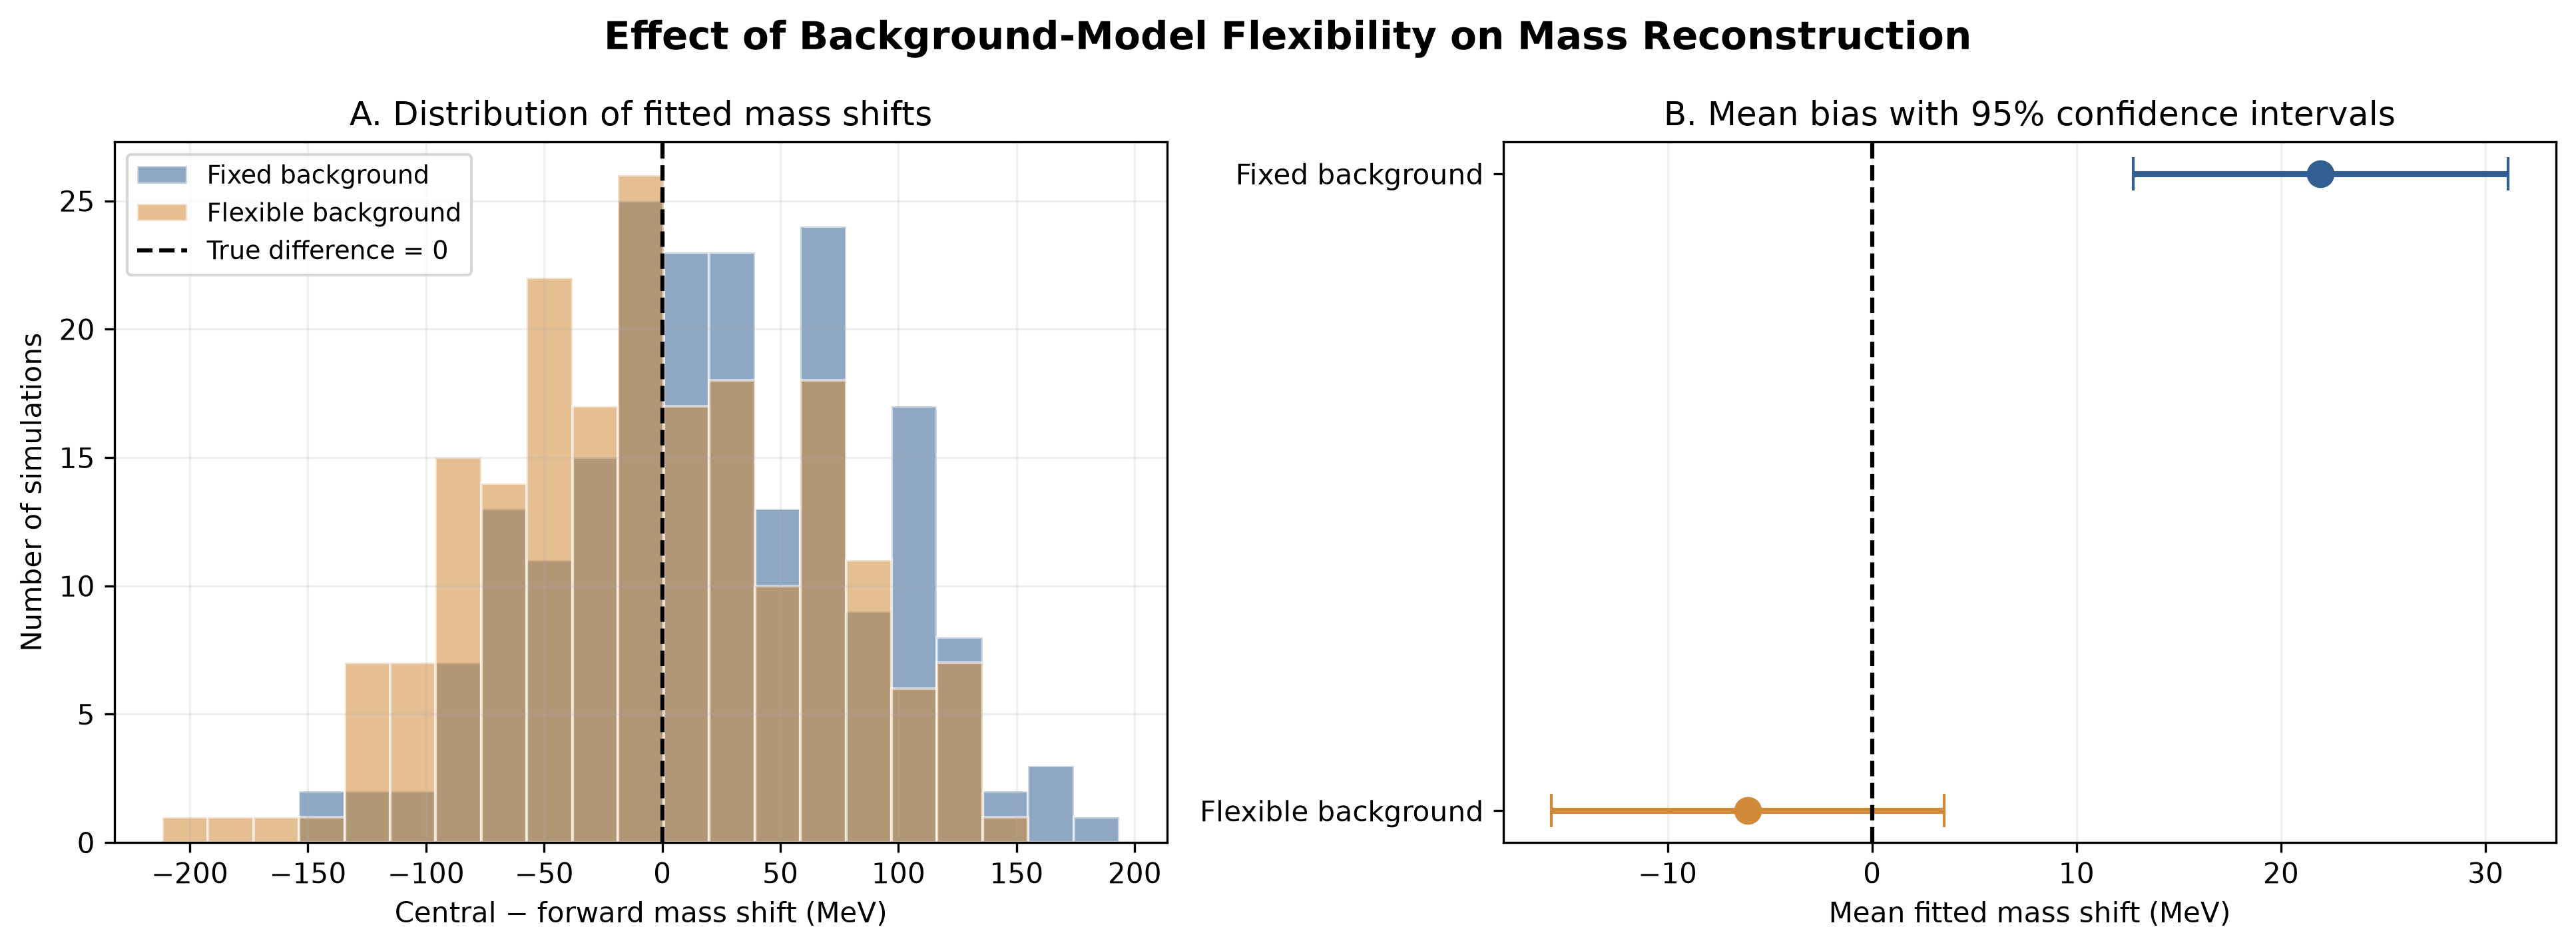 Effect of Background-Model Flexibility on Mass Reconstruction
A. Distribution of fitted mass shifts
Fixed background
Flexible background
True difference = 0
25
20
15
10
5
0
Number of simulations
−200 −150 −100 −50 0 50 100 150 200
Central − forward mass shift (MeV)
B. Mean bias with 95% confidence intervals
Fixed background
Flexible background
−10 0 10 20 30
Mean fitted mass shift (MeV)